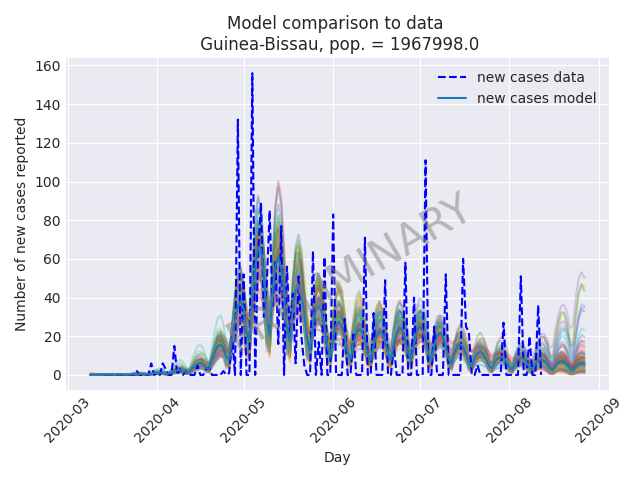 Model comparison to data
Guinea-Bissau, pop. = 1967998.0
160
140
120
100
80
60
40
20
0
Number of new cases reported
new cases data
new cases model
2020-03
2020-04
2020-05
2020-06
2020-07
2020-08
2020-09
Day